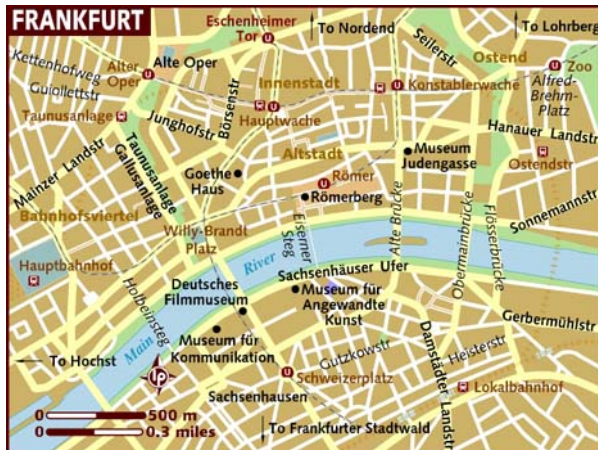 FRANKFURT
To Nordend
To Lohrberg
Eschenheimer
Tor
Seilerstr
Ostend
Kettenhofweg
Alter
Oper
Alte Oper
Innenstadt
Zoo
Guiollettstr
Börsenstr
Konstablerwache
Alfred-
Brehm-
Platz
Taunusanlage
Junghofstr
Hauptwache
Hanauer Landstr
Mainzer Landstr
Taunusanlage
Gallusanlage
Goethe
Haus
Altstadt
Museum
Judengasse
Ostendstr
Römer
Römerberg
Bahnhofsviertel
Willy-Brandt
Platz
Eiserner
Steg
Alte Brücke
Obermainbrücke
Flösserbrücke
Sonnemannstr
Hauptbahnhof
River
Main
Sachsenhäuser Ufer
Holbeinsteg
Deutsches
Filmmuseum
Museum für
Angewandte
Kunst
Gerbermühlstr
Museum für
Kommunikation
Gutzkowstr
Damstädter Landstr
Heisterstr
To Hochst
Schweizerplatz
Lokalbahnhof
Sachsenhausen
LP
0 500 m
0 0.3 miles
To Frankfurter Stadtwald